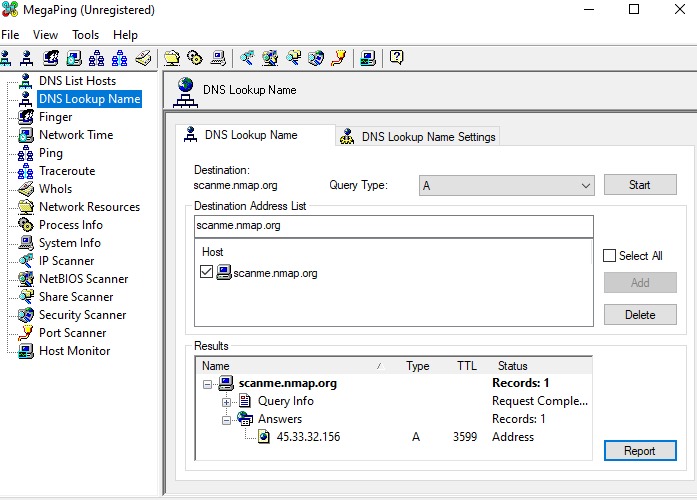 MegaPing (Unregistered)
File View Tools Help
DNS List Hosts
DNS Lookup Name
Finger
Network Time
Ping
Traceroute
WhoIs
Network Resources
Process Info
System Info
IP Scanner
NetBIOS Scanner
Share Scanner
Security Scanner
Port Scanner
Host Monitor
DNS Lookup Name
DNS Lookup Name DNS Lookup Name Settings
Destination:
scanme.nmap.org Query Type: A Start
Destination Address List
scanme.nmap.org
Host
scanme.nmap.org
Select All
Add
Delete
Results
Name Type TTL Status
scanme.nmap.org Records: 1
Query Info Request Comple...
Answers Records: 1
45.33.32.156 A 3599 Address
Report